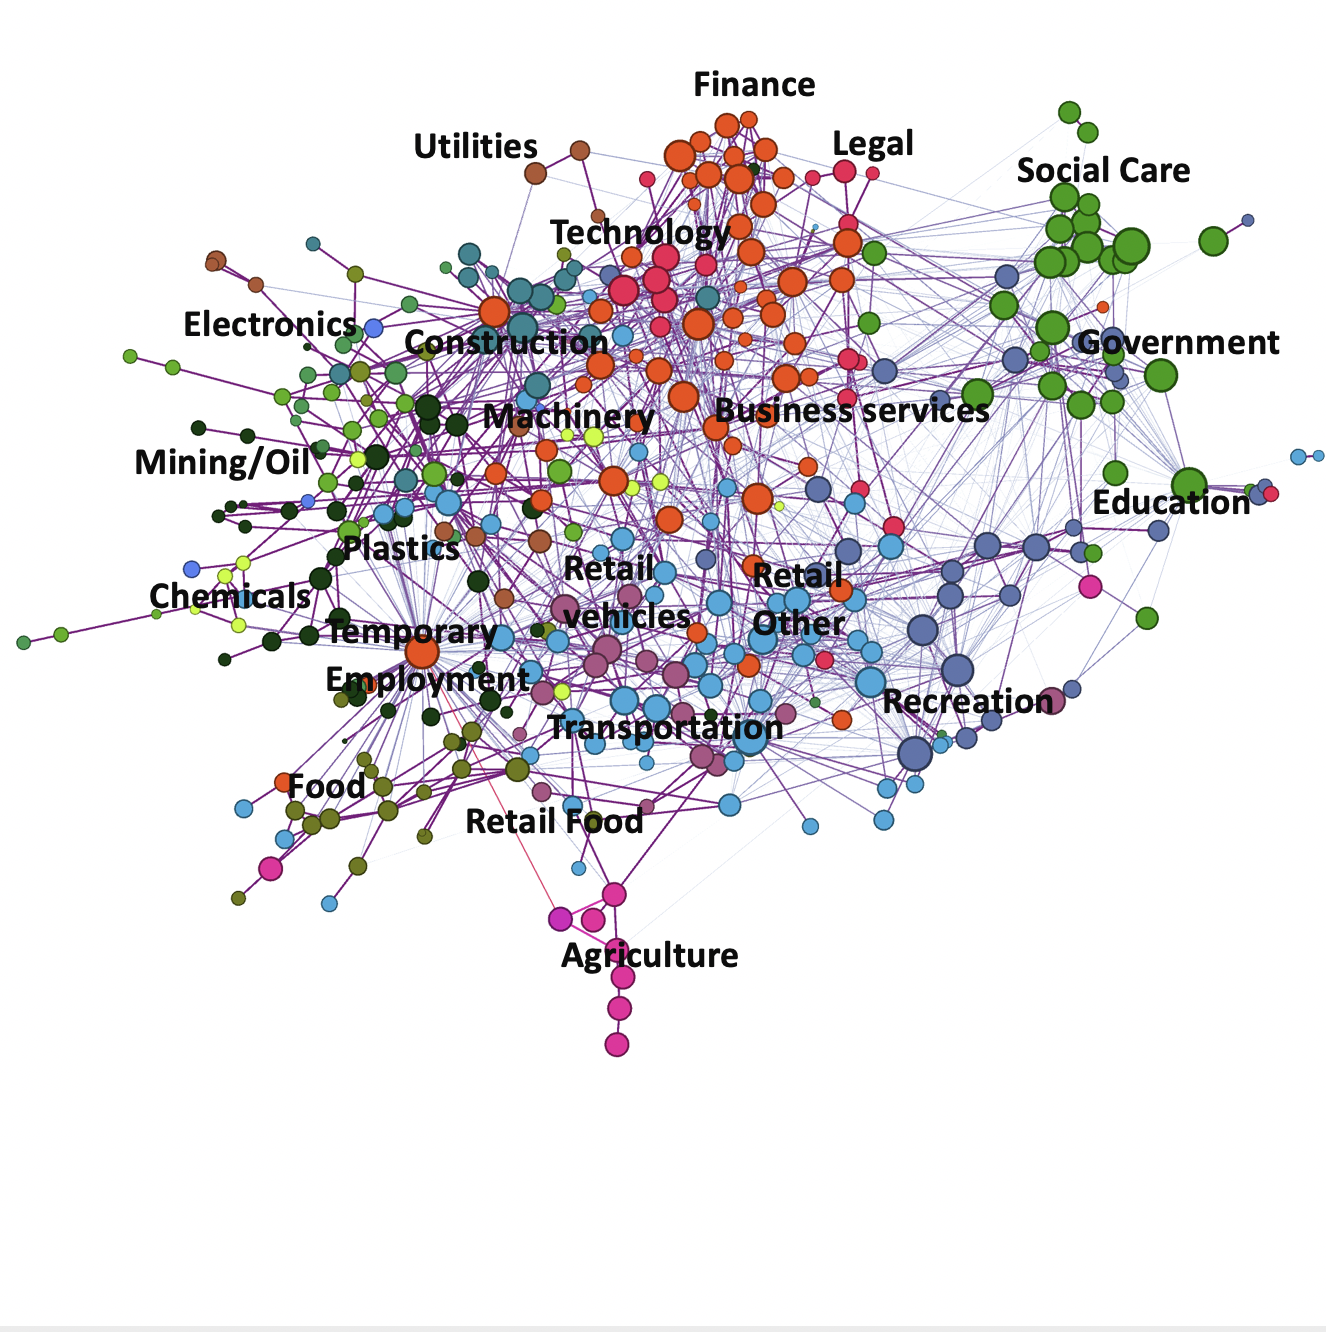 Finance
Utilities
Legal
Social Care
Technology
Electronics
Construction
Government
Machinery
Business services
Mining/Oil
Education
Plastics
Retail
vehicles
Retail
Other
Chemicals
Temporary
Employment
Recreation
Transportation
Food
Retail Food
Agriculture